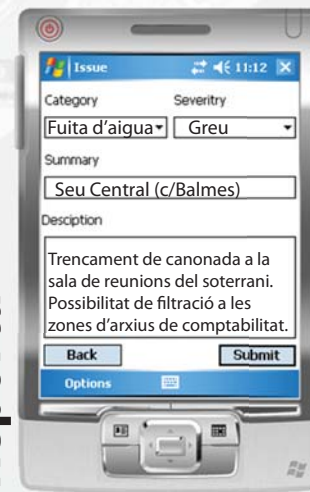 Issue 11:12
Category Severitry
Fuita d'aigua Greu
Summary
Seu Central (c/Balmes)
Desciption
Trencament de canonada a la
sala de reunions del soterrani.
Possibilitat de filtració a les
zones d'arxius de comptabilitat.
Back Submit
Options